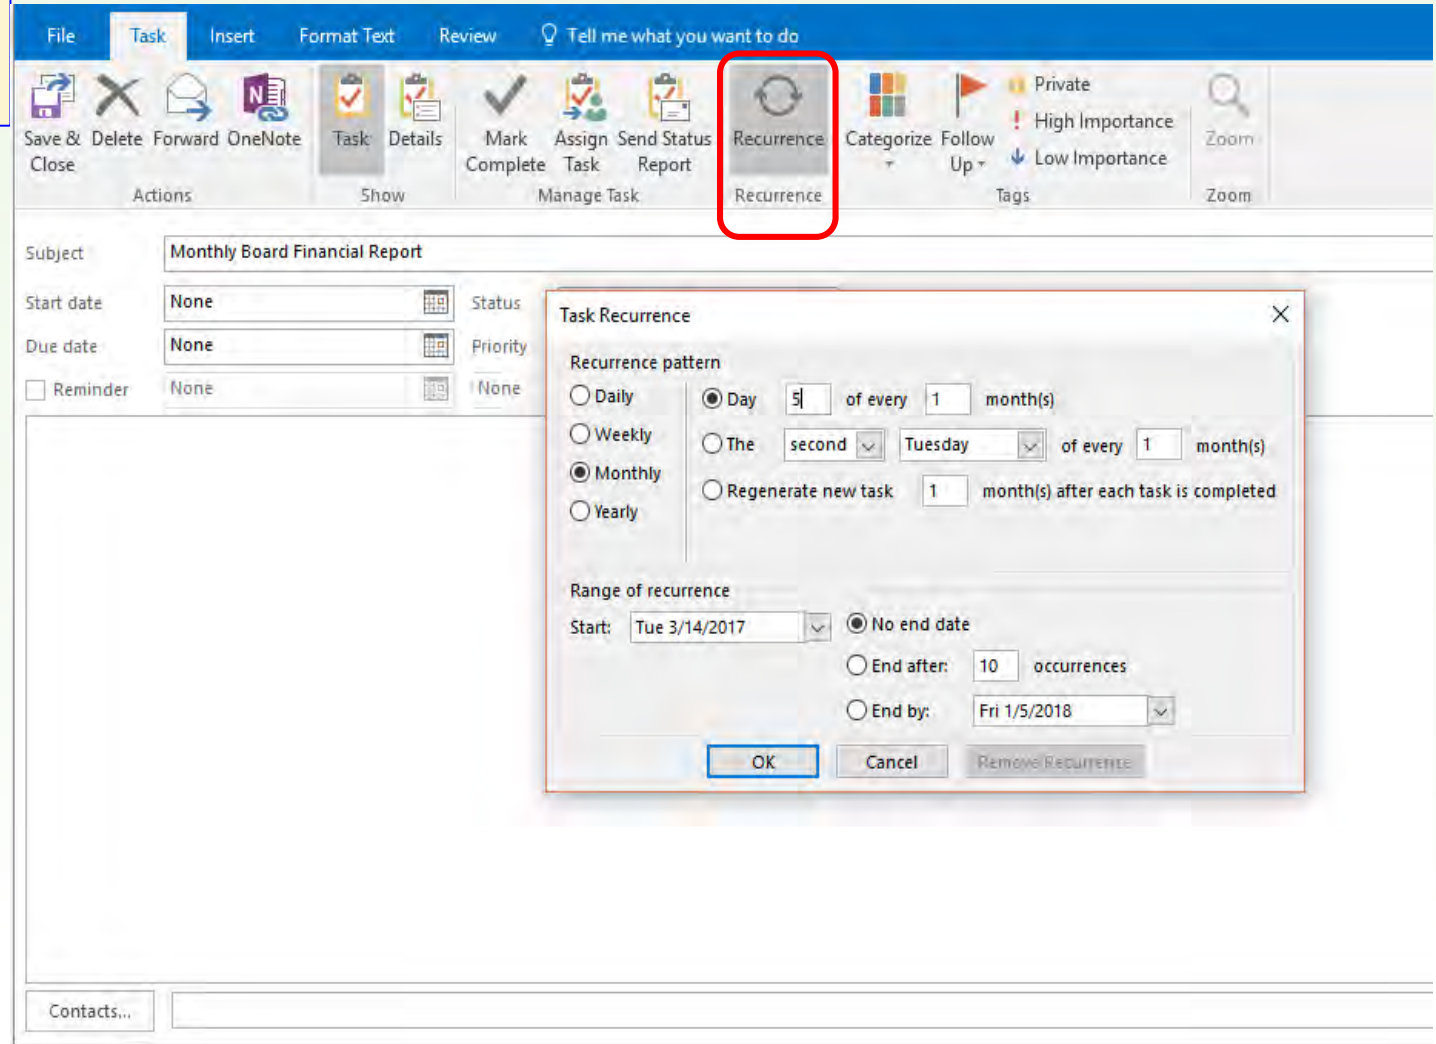 File Task Insert Format Text Review Tell me what you want to do
Save & Close Delete Forward OneNote Task Details Mark Complete Assign Task Send Status Report Recurrence Categorize Follow Up Private
High Importance
Low Importance
Zoom
Actions Show Manage Task Recurrence Tags Zoom
Subject Monthly Board Financial Report
Start date None Status
Due date None Priority
Reminder None None
Task Recurrence
Recurrence pattern
Daily
Weekly
Monthly
Yearly
Day 5 of every 1 month(s)
The second Tuesday of every 1 month(s)
Regenerate new task 1 month(s) after each task is completed
Range of recurrence
Start: Tue 3/14/2017
No end date
End after: 10 occurrences
End by: Fri 1/5/2018
OK Cancel Remove Recurrence
Contacts...